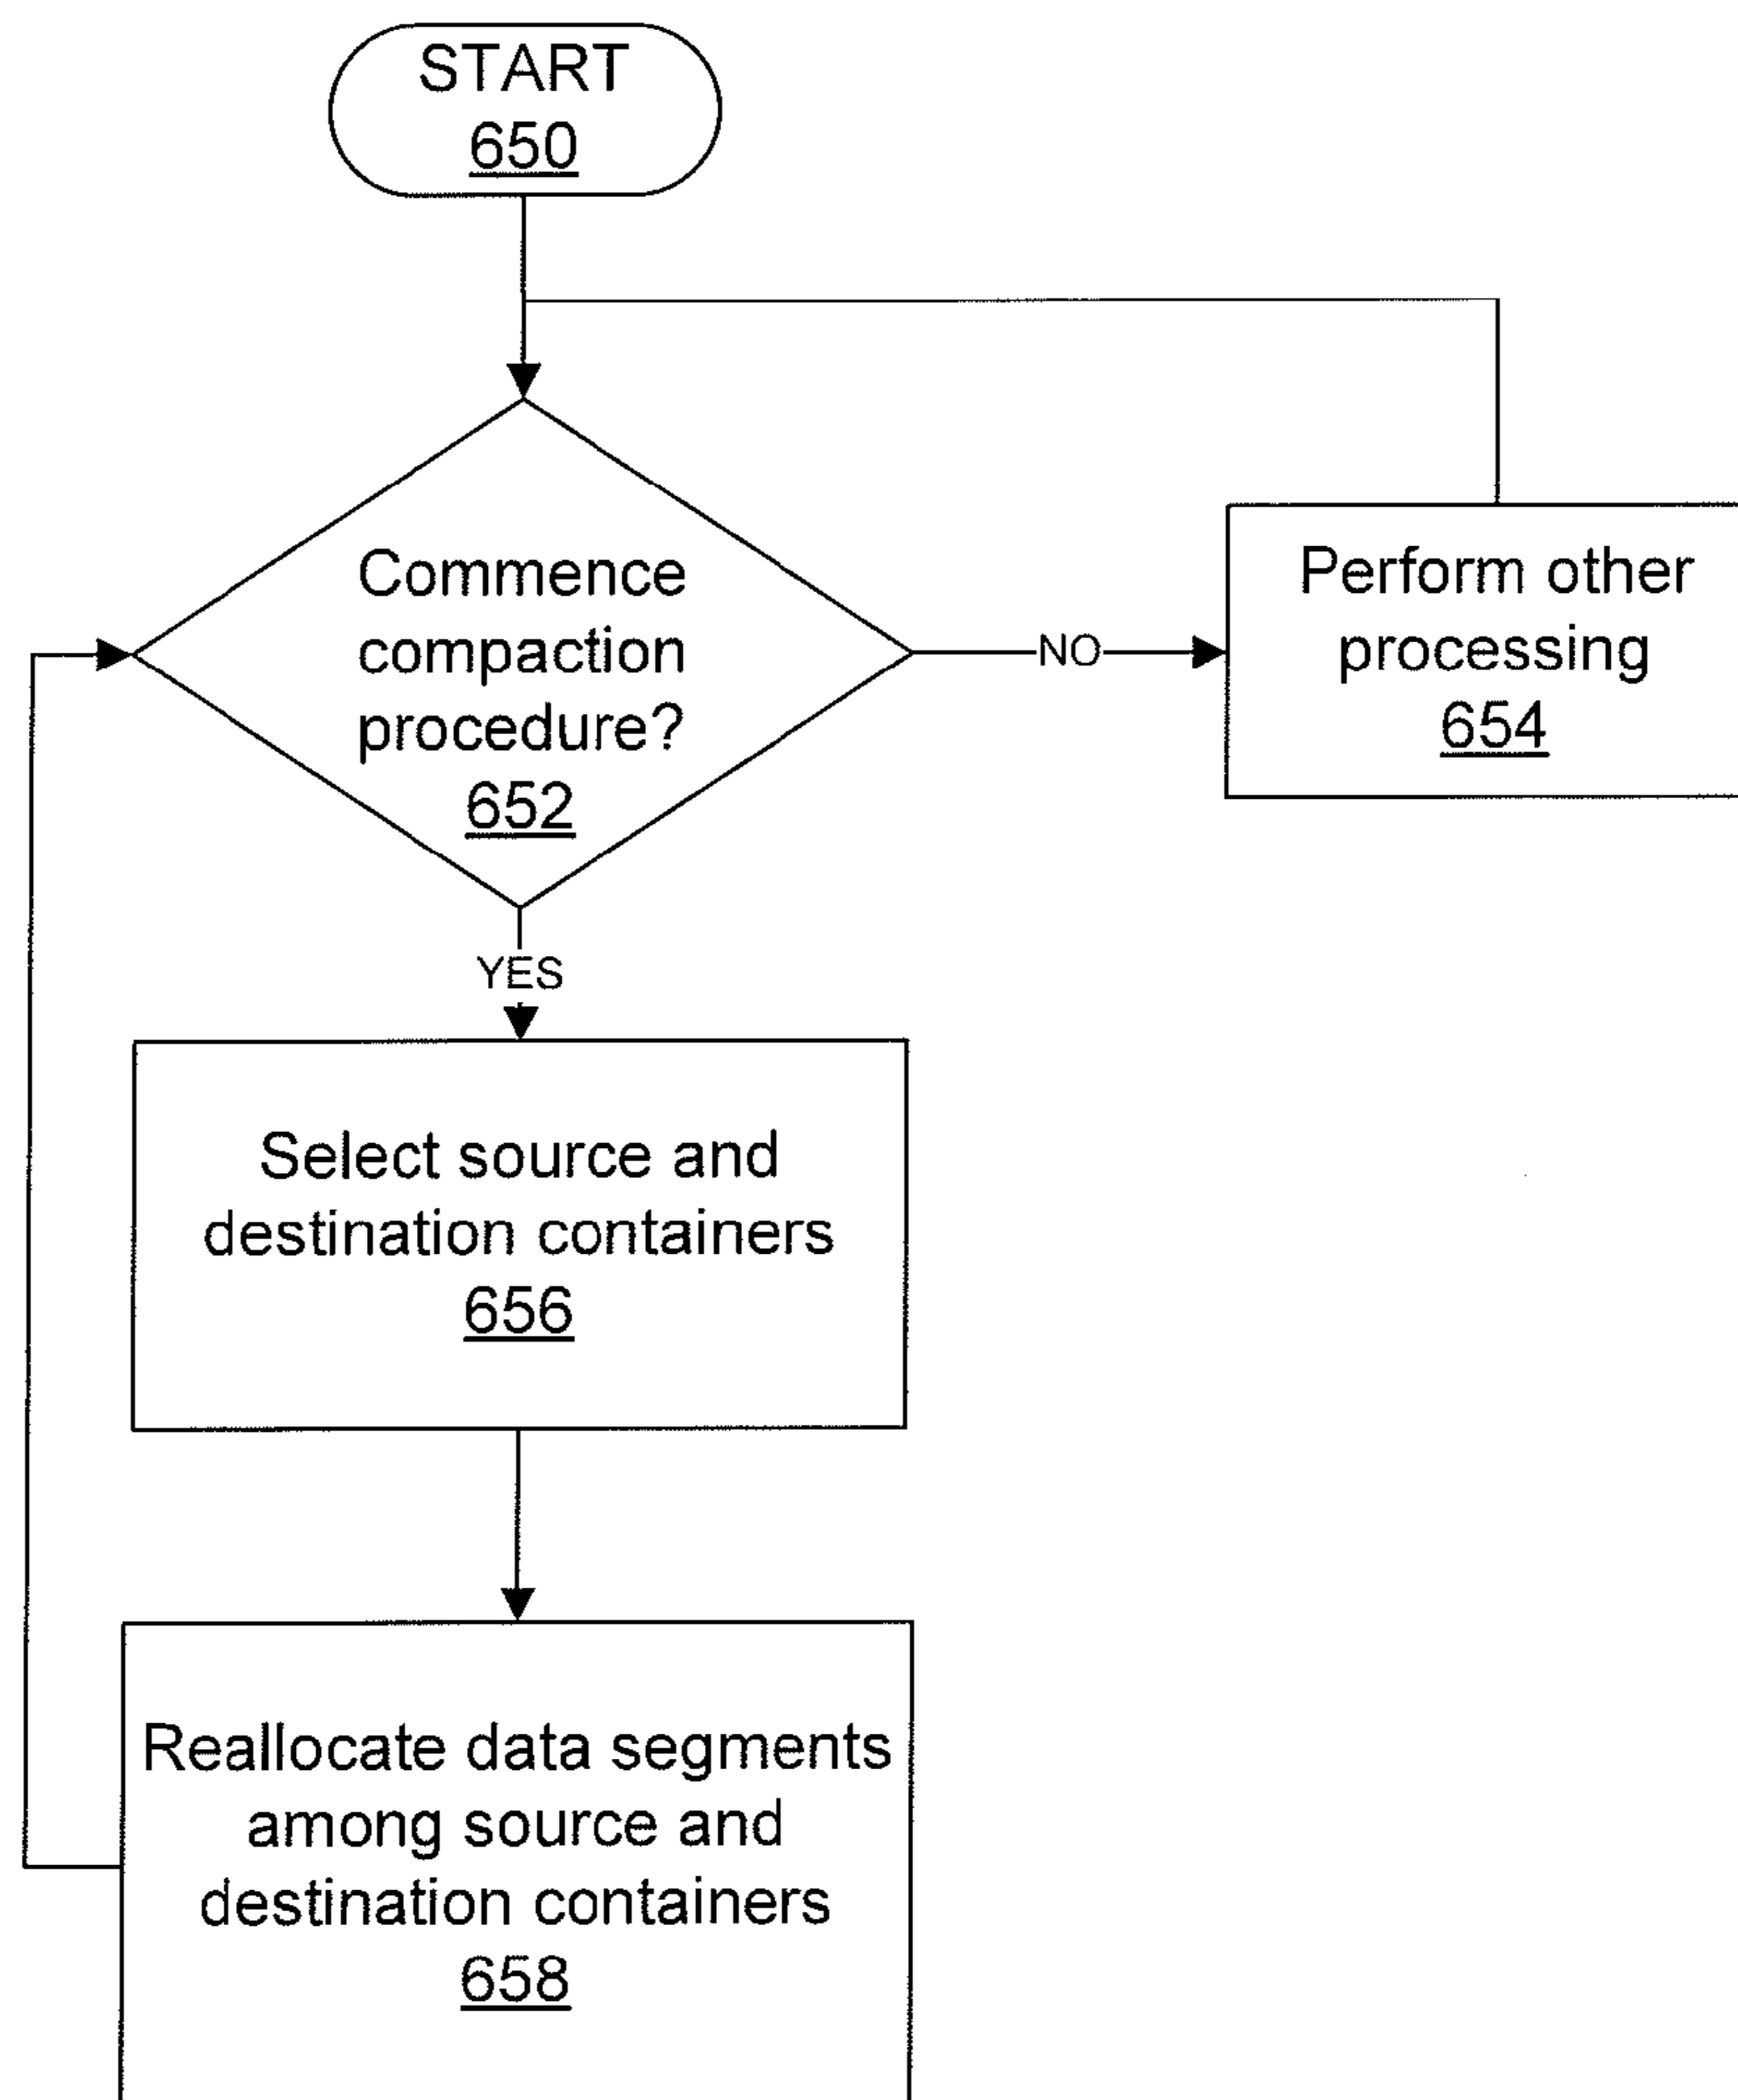 START
650
Commence
compaction
procedure?
652
NO
Perform other
processing
654
YES
Select source and
destination containers
656
Reallocate data segments
among source and
destination containers
658